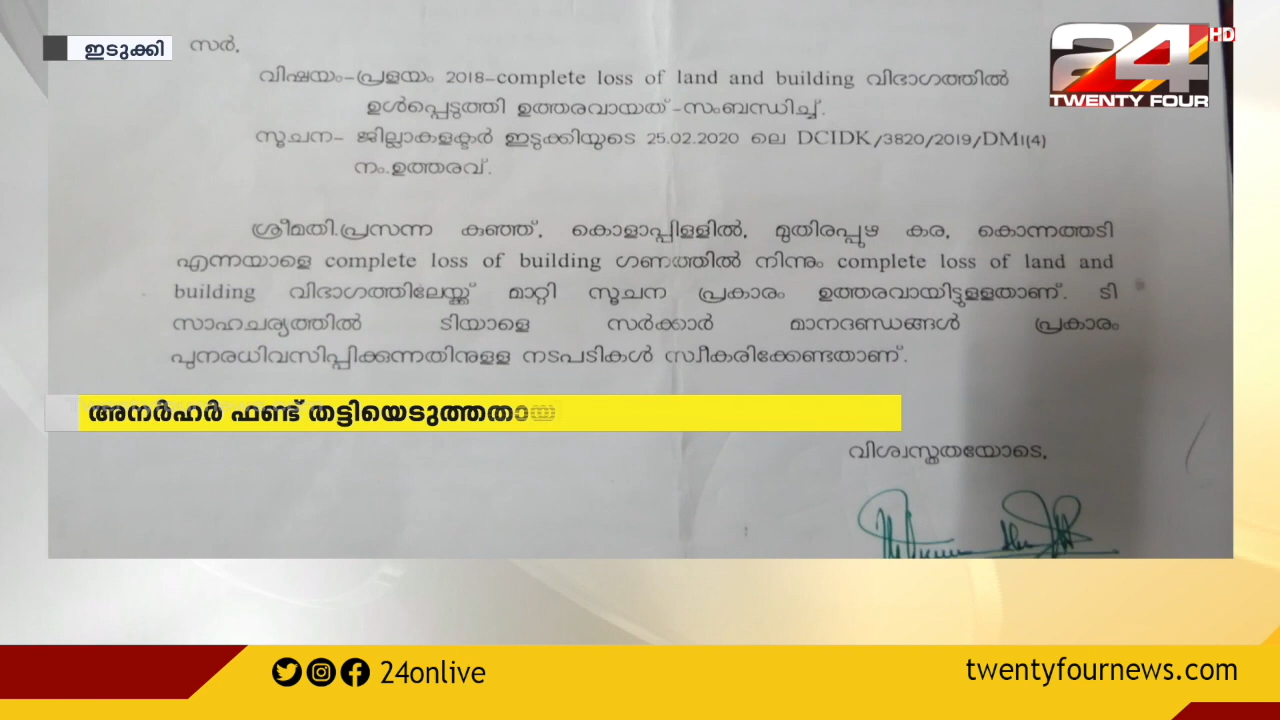 ഇടുക്കി
സർ,
24 HD
TWENTY FOUR
വിഷയം-പ്രളയം 2018-complete loss of land and building വിഭാഗത്തിൽ
ഉൾപ്പെടുത്തി ഉത്തരവായത്-സംബന്ധിച്ച്.
സൂചന- ജില്ലാകളക്ടർ ഇടുക്കിയുടെ 25.02.2020 ലെ DCIDK/3820/2019/DM1(4)
നം.ഉത്തരവ്.
ശ്രീമതി.പ്രസന്ന കുഞ്ഞ്, കൊളാപ്പിളളിൽ, മുതിരപ്പുഴ കര, കൊന്നത്തടി
എന്നയാളെ complete loss of building ഗണത്തിൽ നിന്നും complete loss of land and
building വിഭാഗത്തിലേയ്ക്ക് മാറ്റി സൂചന പ്രകാരം ഉത്തരവായിട്ടുളളതാണ്. ടി
സാഹചര്യത്തിൽ ടിയാളെ സർക്കാർ മാനദണ്ഡങ്ങൾ പ്രകാരം
പുനരധിവസിപ്പിക്കുന്നതിനുളള നടപടികൾ സ്വീകരിക്കേണ്ടതാണ്.
അനർഹർ ഫണ്ട് തട്ടിയെടുത്തതായ
വിശ്വസ്തതയോടെ,
24onlive
twentyfournews.com